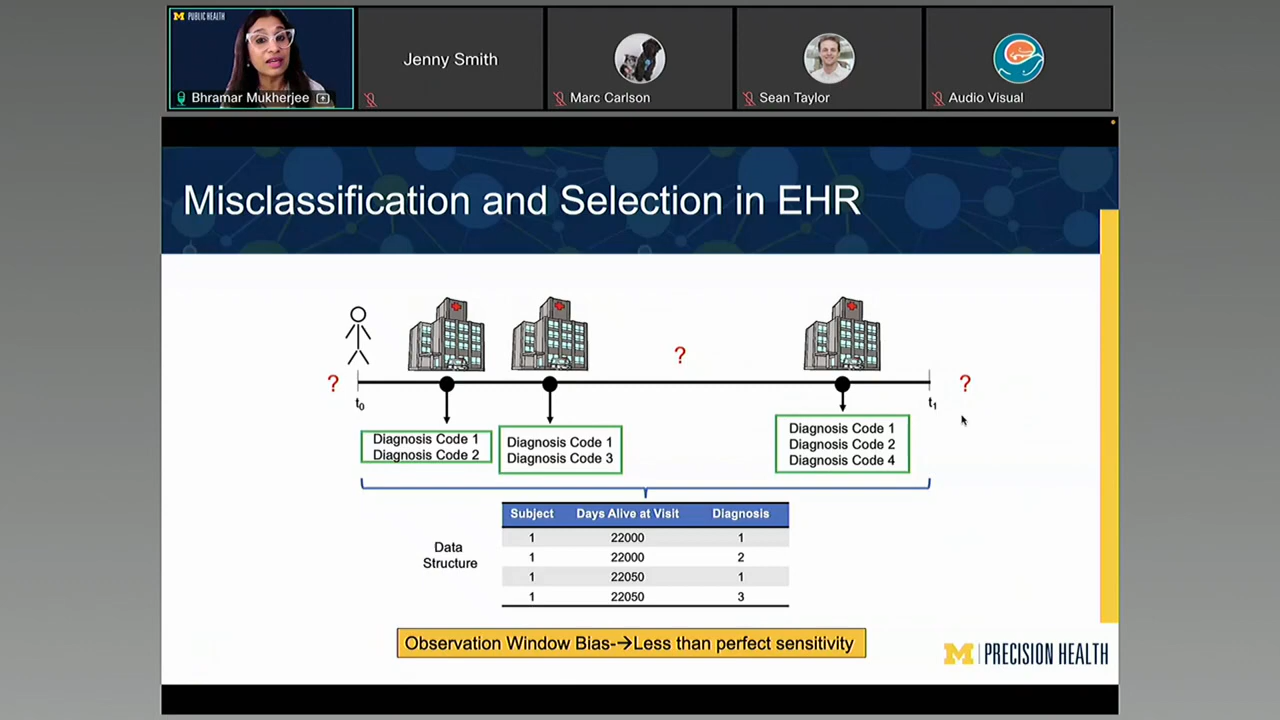 M PUBLIC HEALTH
Bhramar Mukherjee
Jenny Smith
Marc Carlson
Sean Taylor
Audio Visual
Misclassification and Selection in EHR
?
?
?
t0
t1
Diagnosis Code 1
Diagnosis Code 2
Diagnosis Code 1
Diagnosis Code 3
Diagnosis Code 1
Diagnosis Code 2
Diagnosis Code 4
Data
Structure
Subject Days Alive at Visit Diagnosis
1 22000 1
1 22000 2
1 22050 1
1 22050 3
Observation Window Bias-→Less than perfect sensitivity
M | PRECISION HEALTH